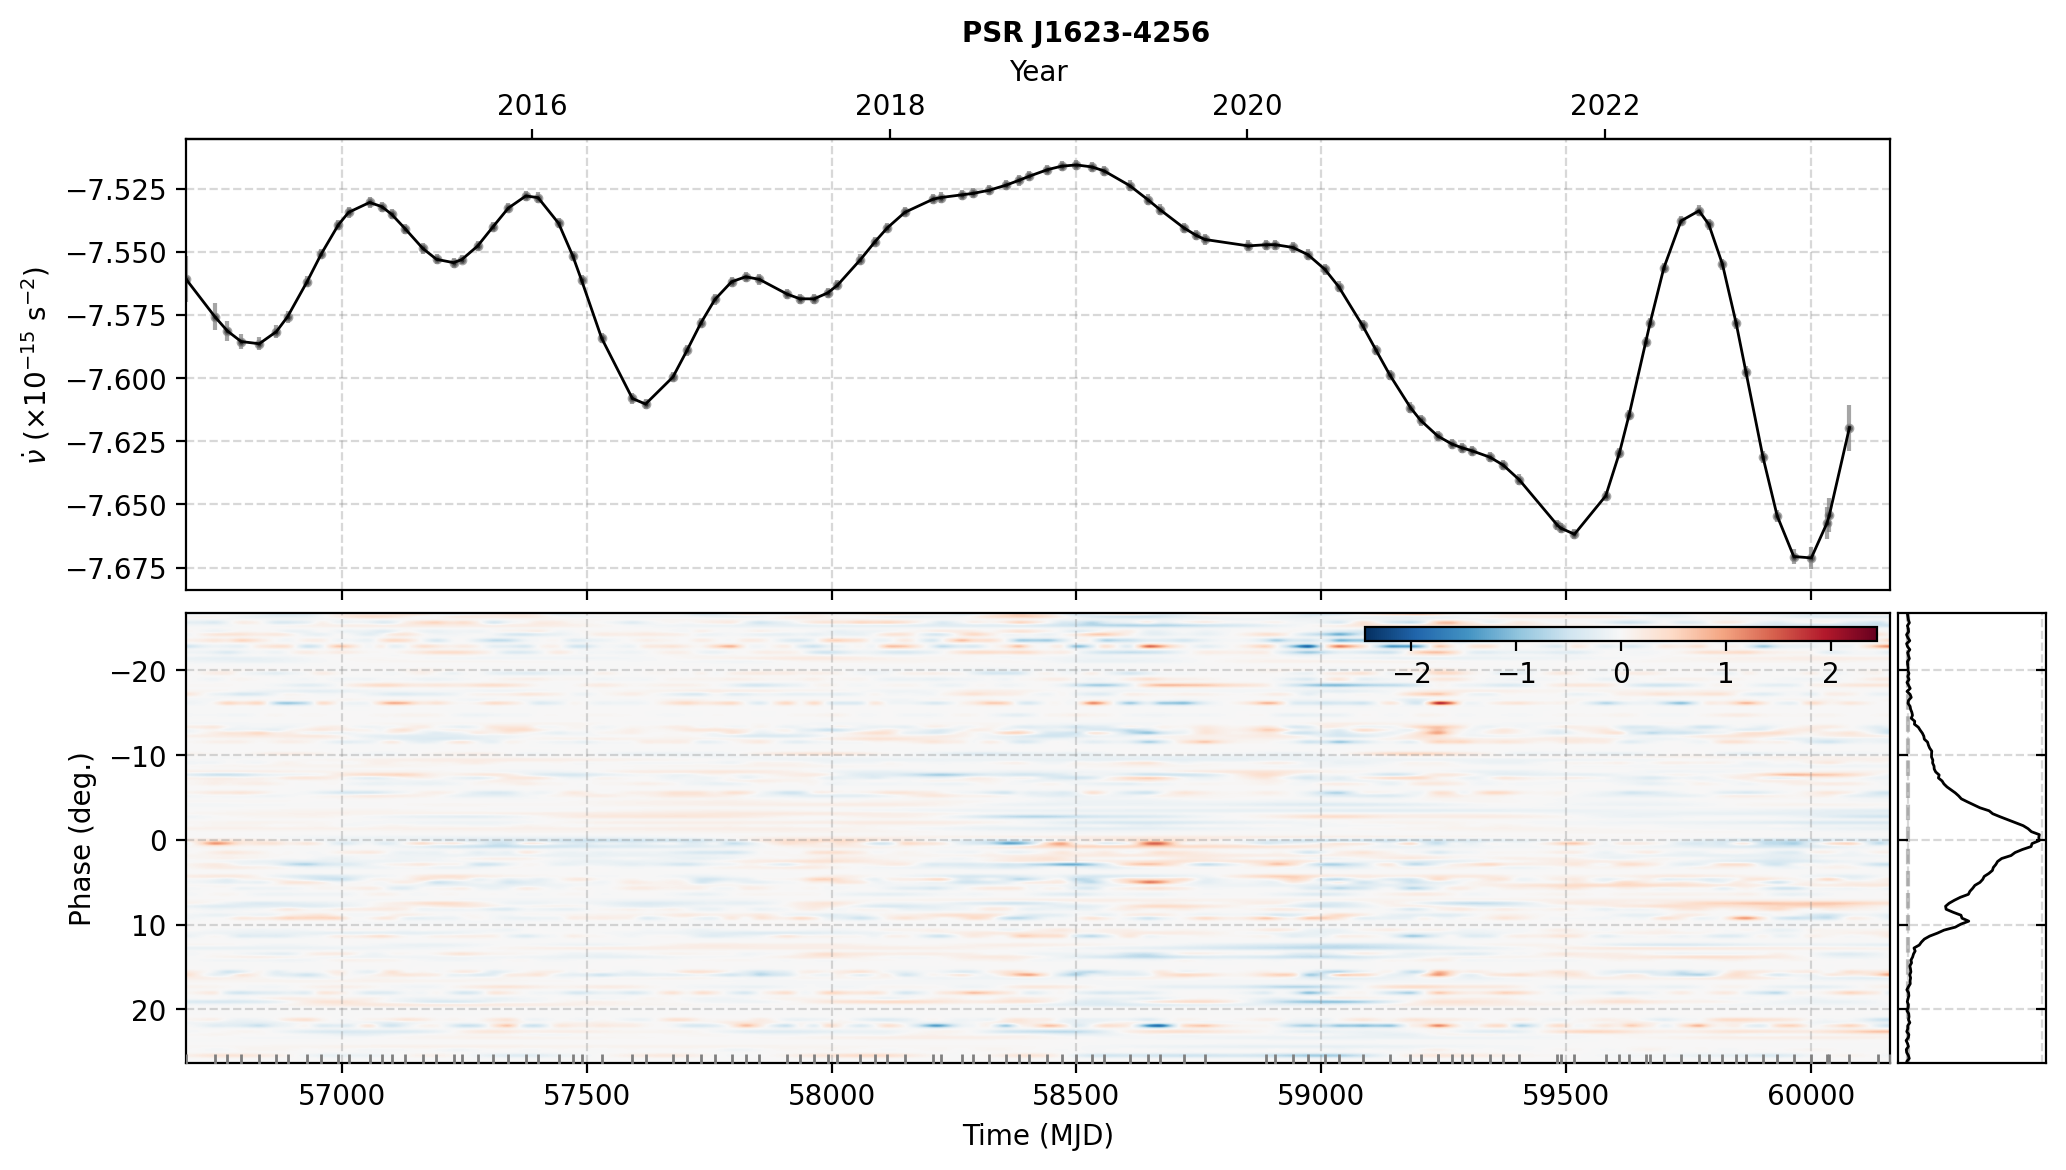 PSR J1623-4256
Year
2016 2018 2020 2022
ν̇ (×10⁻¹⁵ s⁻²)
−7.525
−7.550
−7.575
−7.600
−7.625
−7.650
−7.675
−2 −1 0 1 2
Phase (deg.)
−20
−10
0
10
20
57000 57500 58000 58500 59000 59500 60000
Time (MJD)